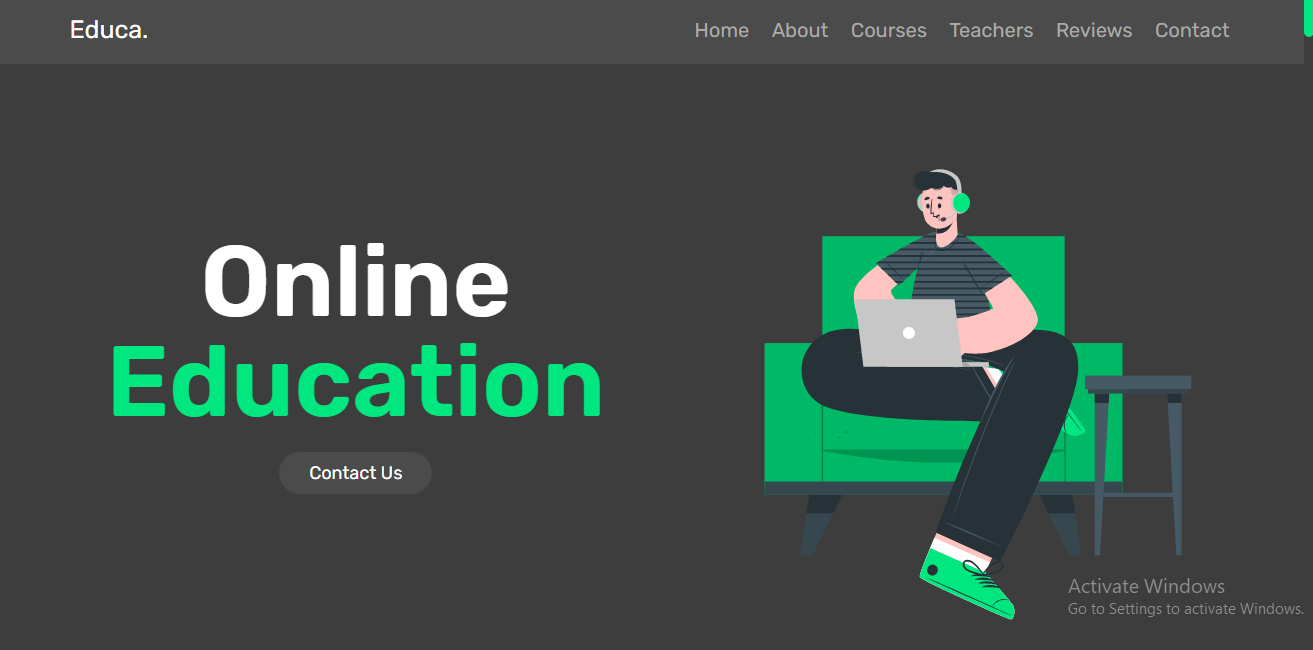 Educa.
Home About Courses Teachers Reviews Contact
Online
Education
Contact Us
Activate Windows
Go to Settings to activate Windows.